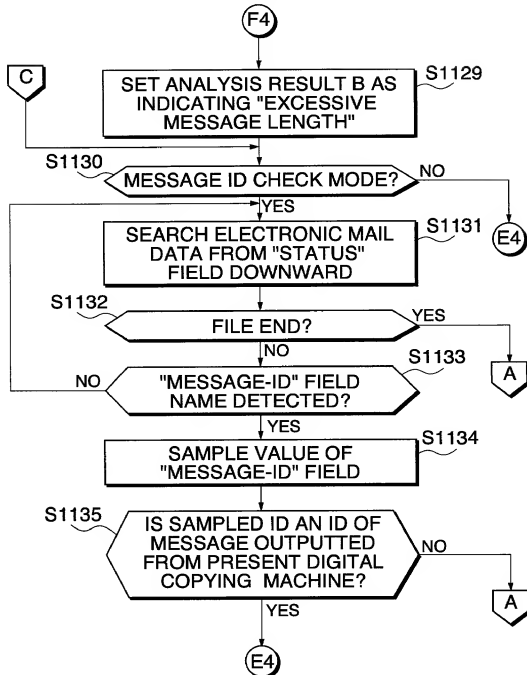 F4
C
S1129
SET ANALYSIS RESULT B AS
INDICATING "EXCESSIVE
MESSAGE LENGTH"
S1130
MESSAGE ID CHECK MODE?
NO
YES
E4
S1131
SEARCH ELECTRONIC MAIL
DATA FROM "STATUS"
FIELD DOWNWARD
S1132
FILE END?
YES
NO
A
S1133
NO
"MESSAGE-ID" FIELD
NAME DETECTED?
YES
S1134
SAMPLE VALUE OF
"MESSAGE-ID" FIELD
S1135
IS SAMPLED ID AN ID OF
MESSAGE OUTPUTTED
FROM PRESENT DIGITAL
COPYING MACHINE?
NO
YES
A
E4